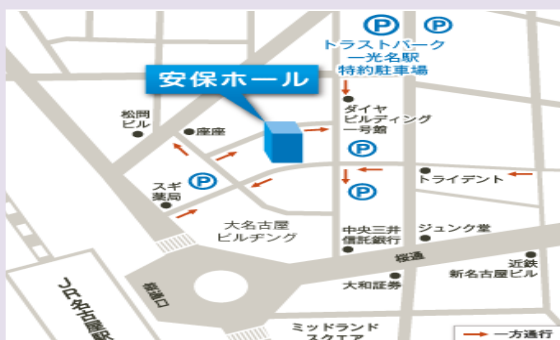 P
P
トラストパーク
一光名駅
特約駐車場
安保ホール
松岡
ビル
座座
ダイヤ
ビルディング
一号館
P
P
スギ
薬局
P
トライデント
大名古屋
ビルヂング
中央三井
信託銀行
ジュンク堂
桜通
近鉄
新名古屋ビル
大和証券
桜通口
JR名古屋駅
ミッドランド
スクエア
一方通行